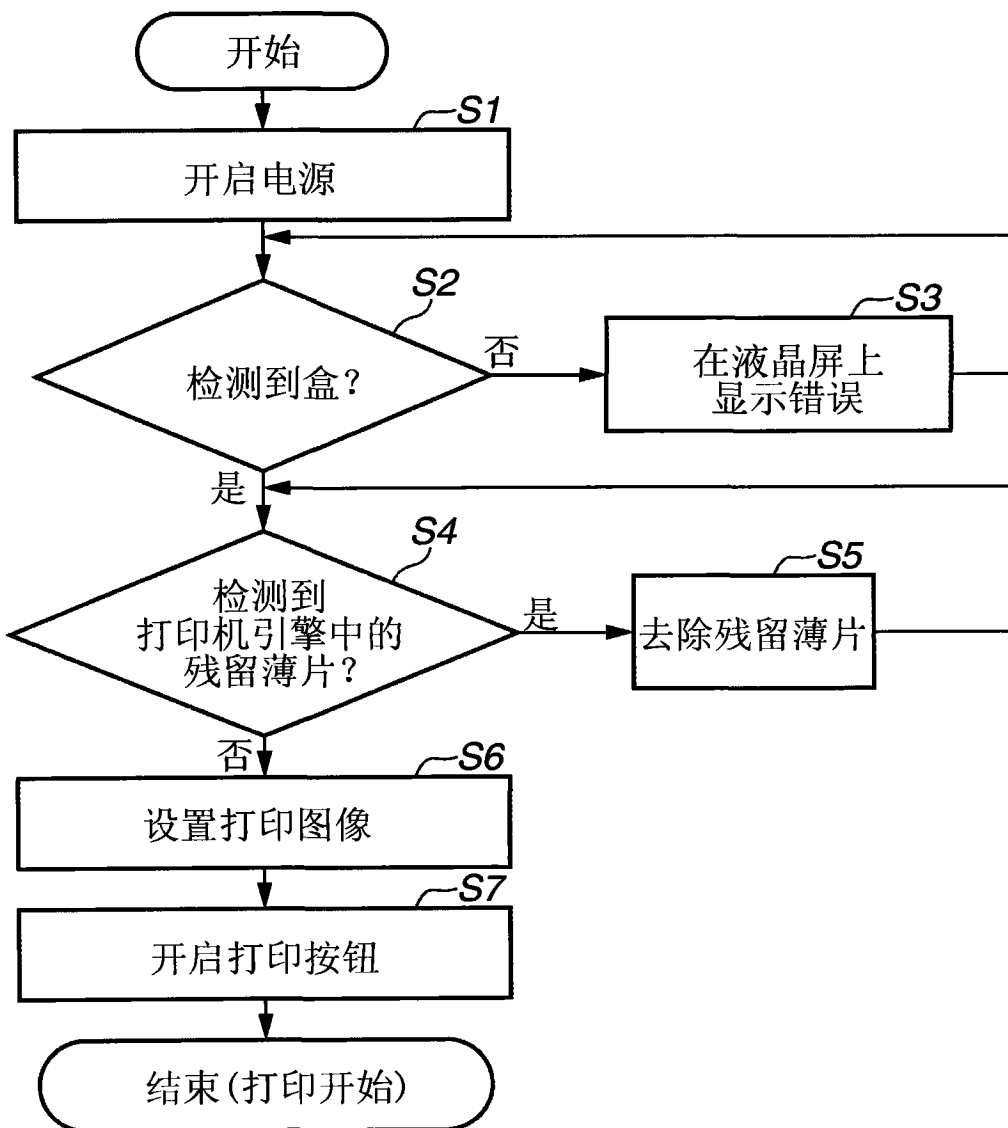 开始
S1
开启电源
S2
检测到盒?
否
S3
在液晶屏上
显示错误
是
S4
检测到
打印机引擎中的
残留薄片?
是
S5
去除残留薄片
否
S6
设置打印图像
S7
开启打印按钮
结束(打印开始)